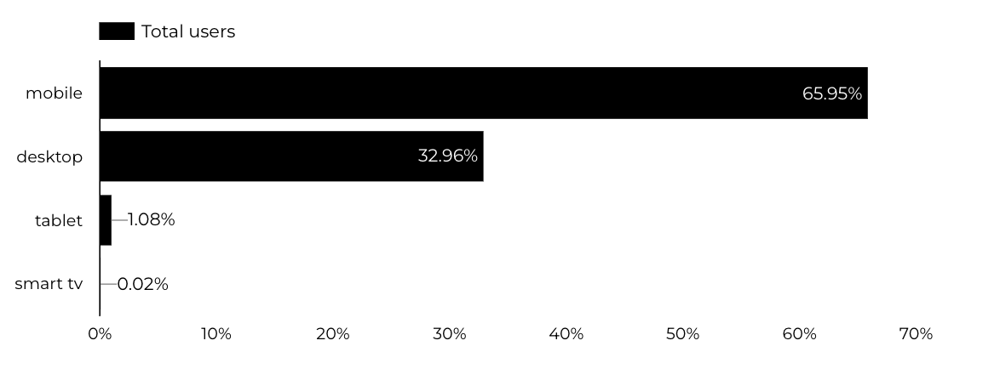 Total users
mobile
65.95%
desktop
32.96%
tablet
1.08%
smart tv
0.02%
0% 10% 20% 30% 40% 50% 60% 70%